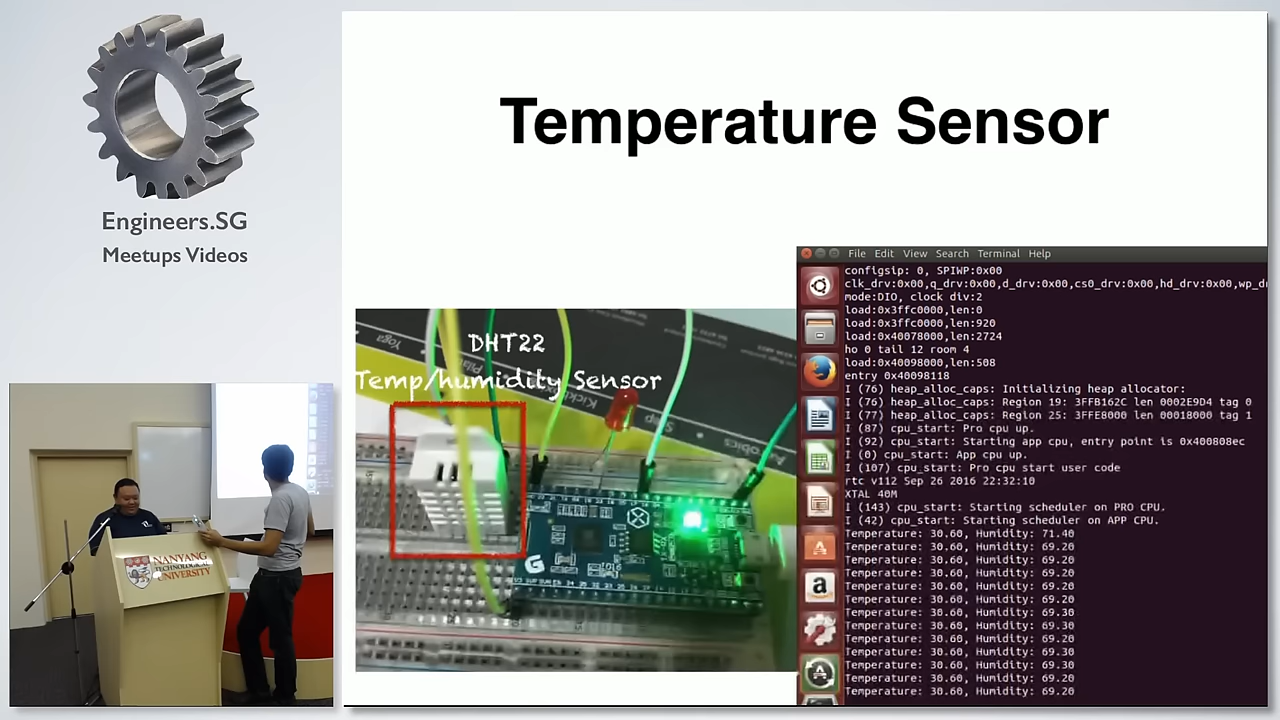 Engineers.SG
Meetups Videos
NANYANG
TECHNOLOGICAL
UNIVERSITY
Temperature Sensor
DHT22
Temp/humidity Sensor
File Edit View Search Terminal Help
configsip: 0, SPIWP:0x00
clk_drv:0x00,q_drv:0x00,d_drv:0x00,cs0_drv:0x00,hd_drv:0x00,wp_d
mode:DIO, clock div:2
load:0x3ffc0000,len:0
load:0x3ffc0000,len:920
load:0x40078000,len:2724
ho 0 tail 12 room 4
load:0x40098000,len:508
entry 0x40098118
I (76) heap_alloc_caps: Initializing heap allocator:
I (76) heap_alloc_caps: Region 19: 3FFB162C len 0002E9D4 tag 0
I (77) heap_alloc_caps: Region 25: 3FFE8000 len 00018000 tag 1
I (87) cpu_start: Pro cpu up.
I (92) cpu_start: Starting app cpu, entry point is 0x400808ec
I (0) cpu_start: App cpu up.
I (107) cpu_start: Pro cpu start user code
rtc v112 Sep 26 2016 22:32:10
XTAL 40M
I (143) cpu_start: Starting scheduler on PRO CPU.
I (42) cpu_start: Starting scheduler on APP CPU.
Temperature: 30.60, Humidity: 71.40
Temperature: 30.60, Humidity: 69.20
Temperature: 30.60, Humidity: 69.20
Temperature: 30.60, Humidity: 69.20
Temperature: 30.60, Humidity: 69.20
Temperature: 30.60, Humidity: 69.20
Temperature: 30.60, Humidity: 69.30
Temperature: 30.60, Humidity: 69.30
Temperature: 30.60, Humidity: 69.20
Temperature: 30.60, Humidity: 69.30
Temperature: 30.60, Humidity: 69.30
Temperature: 30.60, Humidity: 69.20
Temperature: 30.60, Humidity: 69.20